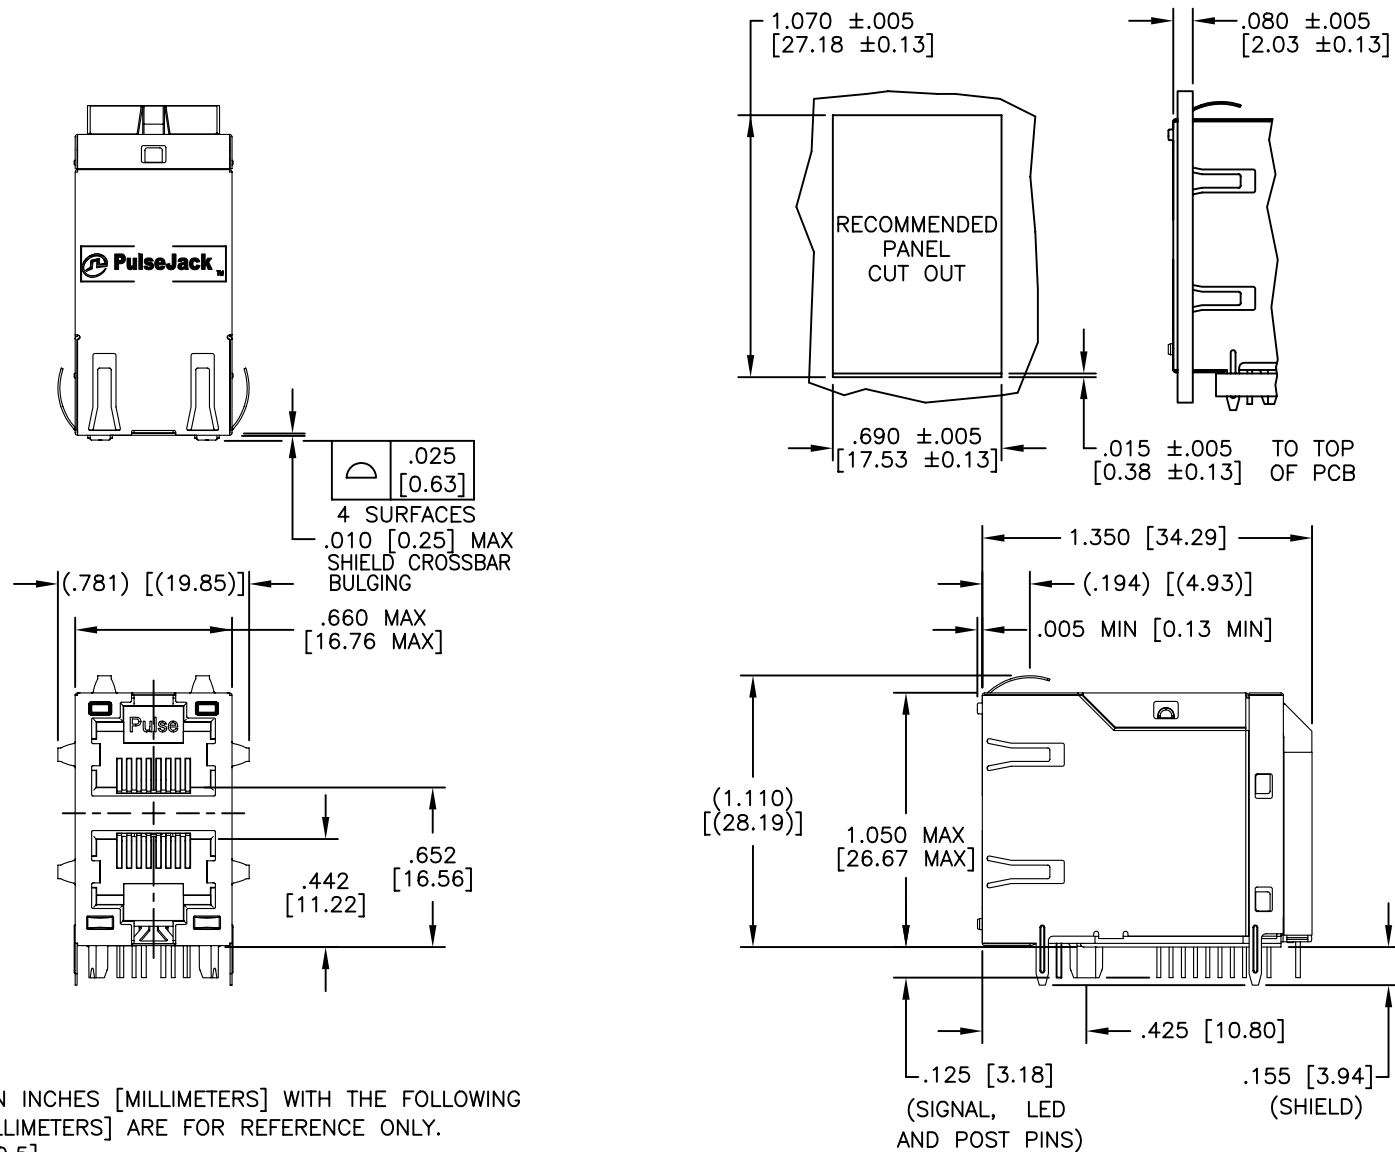 1.070 ±.005
[27.18 ±0.13]
.080 ±.005
[2.03 ±0.13]
RECOMMENDED
PANEL
CUT OUT
PulseJack
TM
.690 ±.005
[17.53 ±0.13]
.015 ±.005 TO TOP
[0.38 ±0.13] OF PCB
.025
[0.63]
4 SURFACES
.010 [0.25] MAX
SHIELD CROSSBAR
BULGING
(.781) [(19.85)]
.660 MAX
[16.76 MAX]
1.350 [34.29]
(.194) [(4.93)]
.005 MIN [0.13 MIN]
Pulse
(1.110)
[(28.19)]
1.050 MAX
[26.67 MAX]
.652
[16.56]
.442
[11.22]
.425 [10.80]
.125 [3.18]
(SIGNAL, LED
AND POST PINS)
.155 [3.94]
(SHIELD)
N INCHES [MILLIMETERS] WITH THE FOLLOWING
LLIMETERS] ARE FOR REFERENCE ONLY.